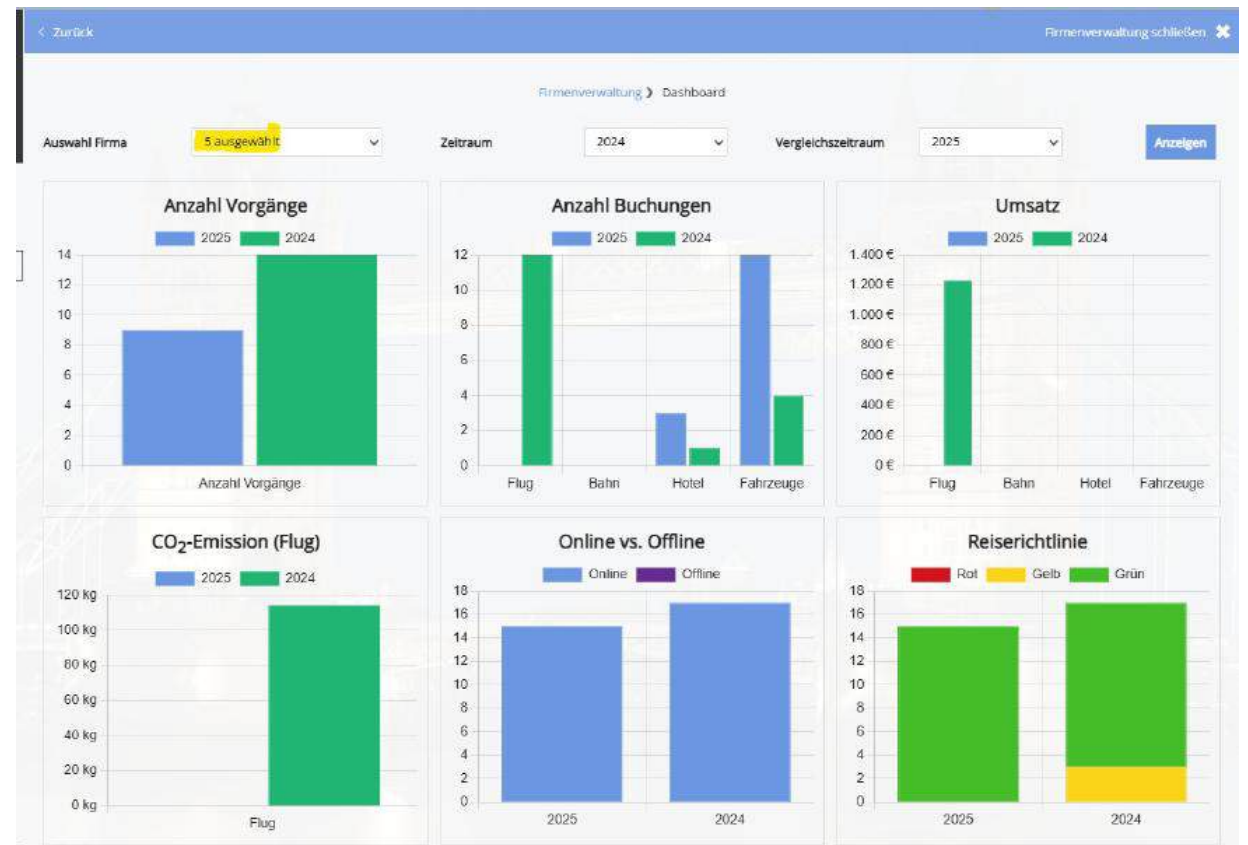 < Zurück Firmenverwaltung schließen ✖
Firmenverwaltung ❯ Dashboard
Auswahl Firma 5 ausgewählt Zeitraum 2024 Vergleichszeitraum 2025 Anzeigen
Anzahl Vorgänge
2025 2024
14
12
10
8
6
4
2
0
Anzahl Vorgänge
Anzahl Buchungen
2025 2024
12
10
8
6
4
2
0
Flug Bahn Hotel Fahrzeuge
Umsatz
2025 2024
1.400 €
1.200 €
1.000 €
800 €
600 €
400 €
200 €
0 €
Flug Bahn Hotel Fahrzeuge
CO₂-Emission (Flug)
2025 2024
120 kg
100 kg
80 kg
60 kg
40 kg
20 kg
0 kg
Flug
Online vs. Offline
Online Offline
18
16
14
12
10
8
6
4
2
0
2025 2024
Reiserichtlinie
Rot Gelb Grün
18
16
14
12
10
8
6
4
2
0
2025 2024